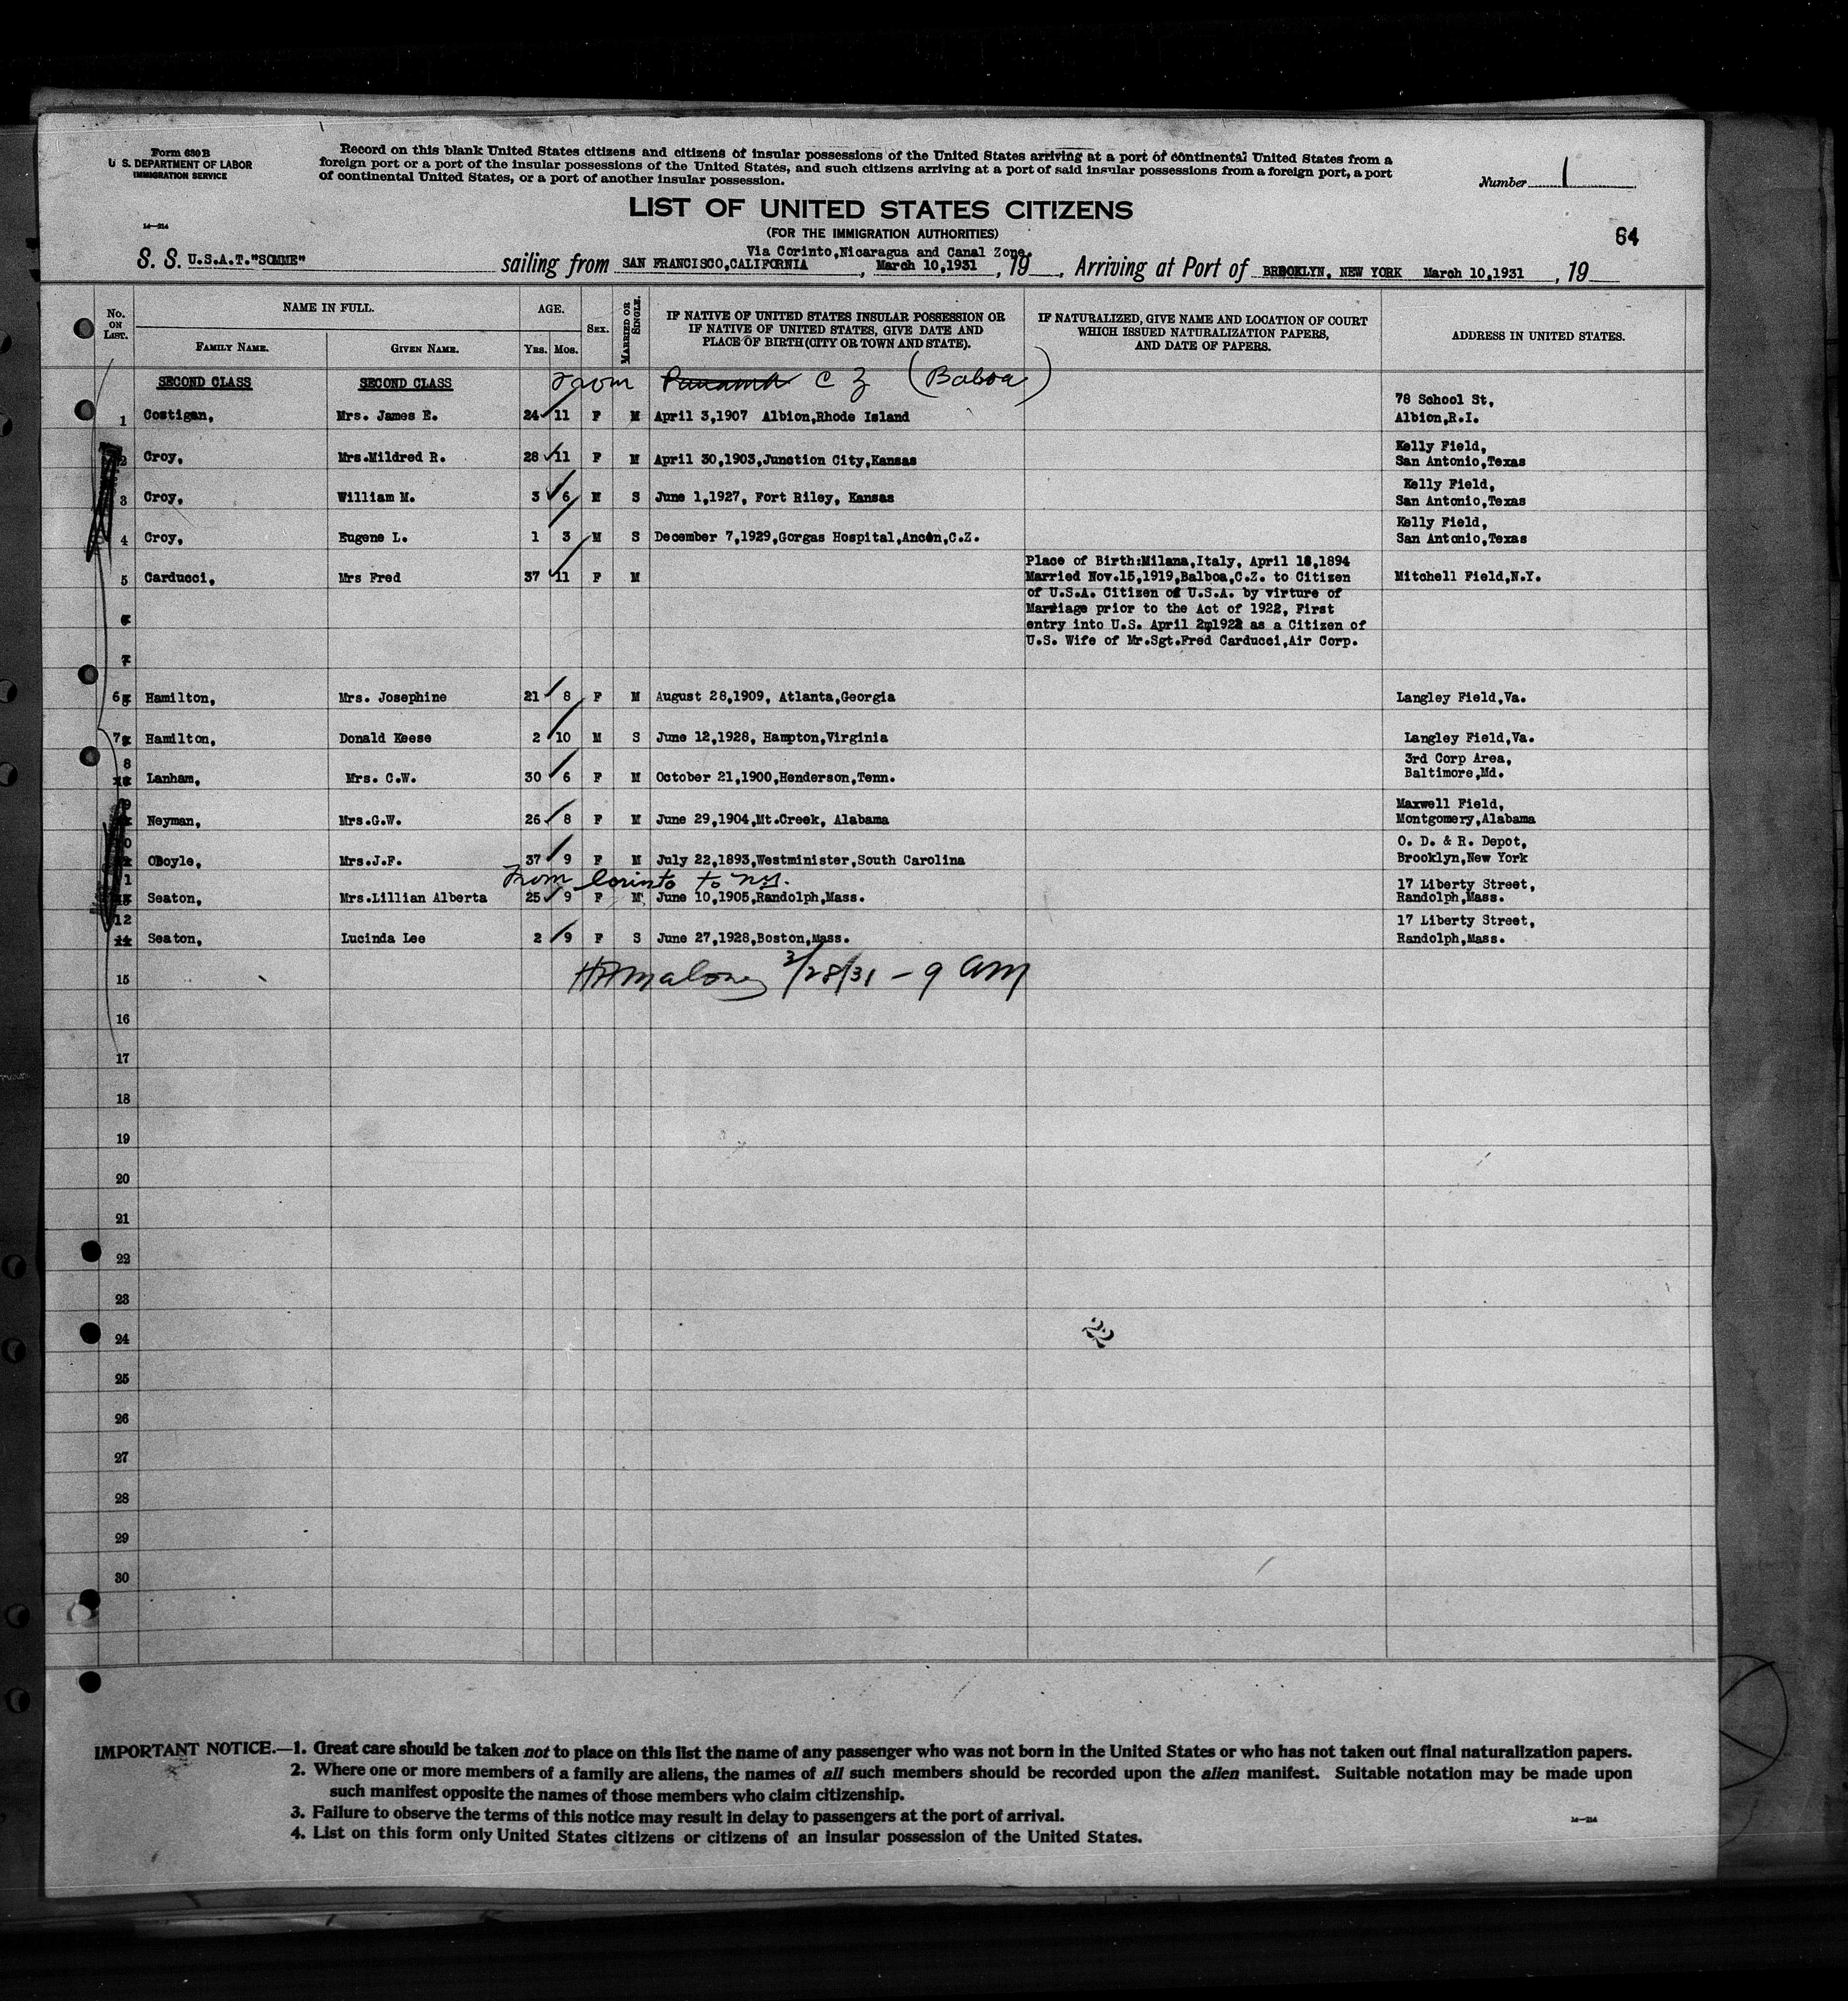 Form 630 B
U. S. DEPARTMENT OF LABOR
IMMIGRATION SERVICE
Record on this blank United States citizens and citizens of insular possessions of the United States arriving at a port of continental United States from a
foreign port or a port of the insular possessions of the United States, and such citizens arriving at a port of said insular possessions from a foreign port, a port
of continental United States, or a port of another insular possession.
Number 1
LIST OF UNITED STATES CITIZENS
(FOR THE IMMIGRATION AUTHORITIES)
14—214
64
Via Corinto,Nicaragua and Canal Zone,
S. S. U.S.A.T."SOMME" sailing from SAN FRANCISCO,CALIFORNIA, March 10,1931, 19 , Arriving at Port of BROOKLYN, NEW YORK March 10,1931, 19
No. ON LIST. NAME IN FULL. AGE. SEX. MARRIED OR SINGLE. IF NATIVE OF UNITED STATES INSULAR POSSESSION OR IF NATIVE OF UNITED STATES, GIVE DATE AND PLACE OF BIRTH (CITY OR TOWN AND STATE). IF NATURALIZED, GIVE NAME AND LOCATION OF COURT WHICH ISSUED NATURALIZATION PAPERS, AND DATE OF PAPERS. ADDRESS IN UNITED STATES.
FAMILY NAME. GIVEN NAME. YRS. MOS.
SECOND CLASS SECOND CLASS From Panama C Z (Balboa)
1 Costigan, Mrs. James E. 24 11 F M April 3,1907 Albion,Rhode Island 78 School St,
Albion,R.I.
2 Croy, Mrs.Mildred R. 28 11 F M April 30,1903,Junction City,Kansas Kelly Field,
San Antonio,Texas
3 Croy, William M. 3 6 M S June 1,1927, Fort Riley, Kansas Kelly Field,
San Antonio,Texas
4 Croy, Eugene L. 1 3 M S December 7,1929,Gorgas Hospital,Ancon,C.Z. Kelly Field,
San Antonio,Texas
5 Carducci, Mrs Fred 37 11 F M Place of Birth:Milana,Italy, April 18,1894
Married Nov.15,1919,Balboa,C.Z. to Citizen Mitchell Field,N.Y.
of U.S.A. Citizen of U.S.A. by virture of
6 Marriage prior to the Act of 1922, First
entry into U.S. April 2,1922 as a Citizen of
U.S. Wife of Mr.Sgt.Fred Carducci,Air Corp.
7
6 Hamilton, Mrs. Josephine 21 8 F M August 28,1909, Atlanta,Georgia Langley Field,Va.
7 Hamilton, Donald Keese 2 10 M S June 12,1928, Hampton,Virginia Langley Field,Va.
8 Lanham, Mrs. C.W. 30 6 F M October 21,1900,Henderson,Tenn. 3rd Corp Area,
Baltimore,Md.
9 Neyman, Mrs.G.W. 26 8 F M June 29,1904,Mt.Creek, Alabama Maxwell Field,
Montgomery,Alabama
0 OBoyle, Mrs.J.F. 37 9 F M July 22,1893,Westminister,South Carolina O. D. & R. Depot,
Brooklyn,New York
From Corinto to NY.
1 Seaton, Mrs.Lillian Alberta 25 9 F M June 10,1905,Randolph,Mass. 17 Liberty Street,
Randolph,Mass.
12 Seaton, Lucinda Lee 2 9 F S June 27,1928,Boston,Mass. 17 Liberty Street,
Randolph,Mass.
15 Malone 3/28/31 - 9 am
16
17
18
19
20
21
22
23
24
22
25
26
27
28
29
30
IMPORTANT NOTICE.—1. Great care should be taken not to place on this list the name of any passenger who was not born in the United States or who has not taken out final naturalization papers.
2. Where one or more members of a family are aliens, the names of all such members should be recorded upon the alien manifest. Suitable notation may be made upon
such manifest opposite the names of those members who claim citizenship.
3. Failure to observe the terms of this notice may result in delay to passengers at the port of arrival.
4. List on this form only United States citizens or citizens of an insular possession of the United States.
14—214